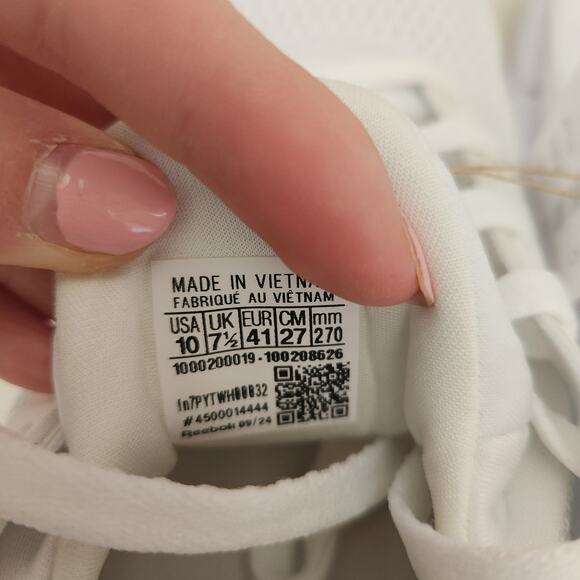 MADE IN VIETNA
FABRIQUÉ AU VIÊTNAM
USA UK EUR CM mm
10 7½ 41 27 270
1000200019-100208626
#4500014444
Reebok 09/24